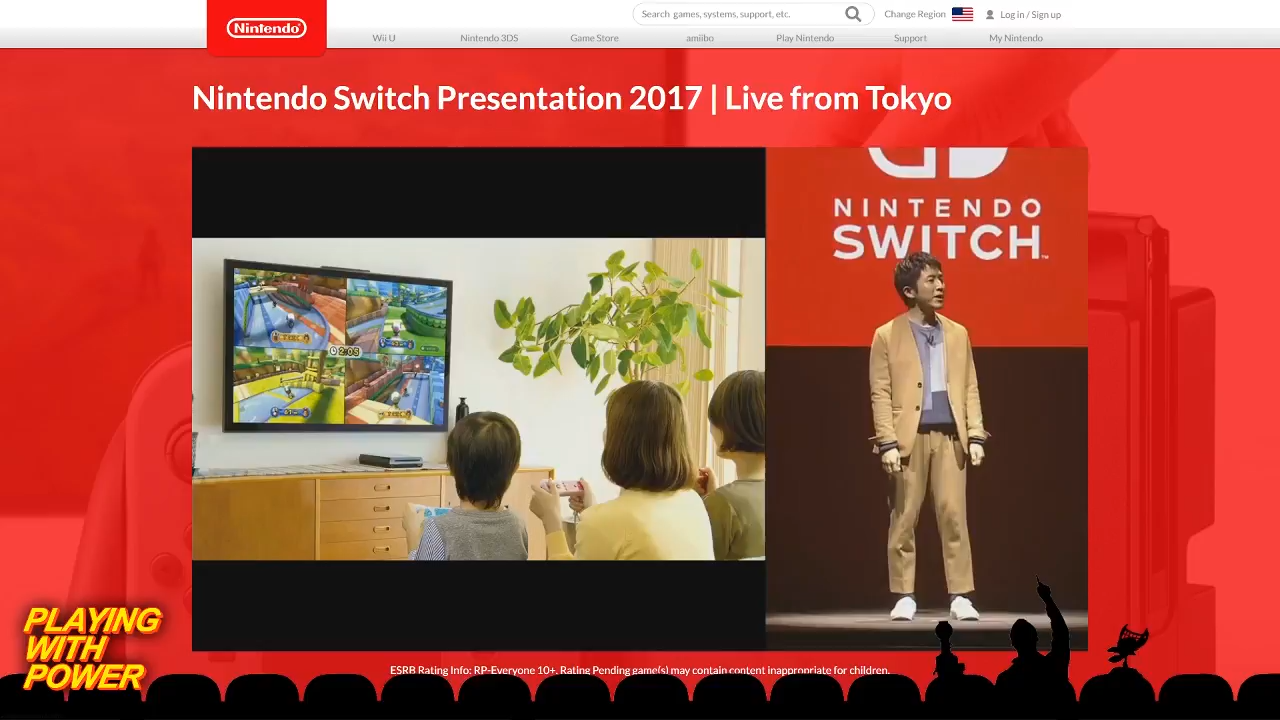 Nintendo
Search games, systems, support, etc.
Change Region
Log in / Sign up
Wii U
Nintendo 3DS
Game Store
amiibo
Play Nintendo
Support
My Nintendo
Nintendo Switch Presentation 2017 | Live from Tokyo
NINTENDO
SWITCH™
2:05
PLAYING
WITH
POWER
ESRB Rating Info: RP-Everyone 10+, Rating Pending game(s) may contain content inappropriate for children.